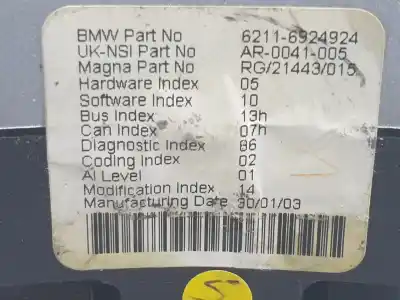 BMW Part No 6211-6924924
UK-NSI Part No AR-0041-005
Magna Part No RG/21443/015
Hardware Index 05
Software Index 10
Bus Index 13h
Can Index 07h
Diagnostic Index 86
Coding Index 02
AI Level 01
Modification Index 14
Manufacturing Date 30/01/03